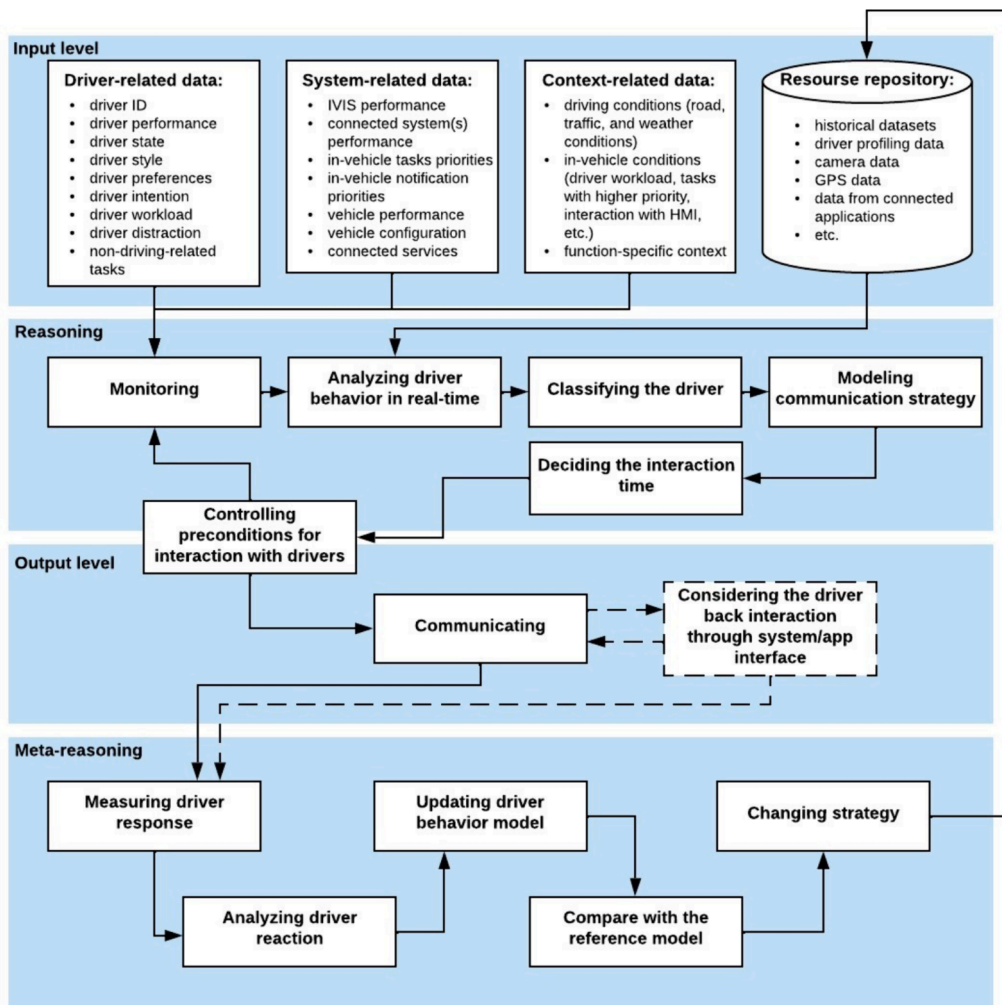 Input level
Driver-related data:
• driver ID
• driver performance
• driver state
• driver style
• driver preferences
• driver intention
• driver workload
• driver distraction
• non-driving-related
tasks
System-related data:
• IVIS performance
• connected system(s)
performance
• in-vehicle tasks priorities
• in-vehicle notification
priorities
• vehicle performance
• vehicle configuration
• connected services
Context-related data:
• driving conditions (road,
traffic, and weather
conditions)
• in-vehicle conditions
(driver workload, tasks
with higher priority,
interaction with HMI,
etc.)
• function-specific context
Resourse repository:
• historical datasets
• driver profiling data
• camera data
• GPS data
• data from connected
applications
• etc.
Reasoning
Monitoring
Analyzing driver
behavior in real-time
Classifying the driver
Modeling
communication strategy
Deciding the interaction
time
Controlling
preconditions for
interaction with drivers
Output level
Communicating
Considering the driver
back interaction
through system/app
interface
Meta-reasoning
Measuring driver
response
Analyzing driver
reaction
Updating driver
behavior model
Compare with the
reference model
Changing strategy